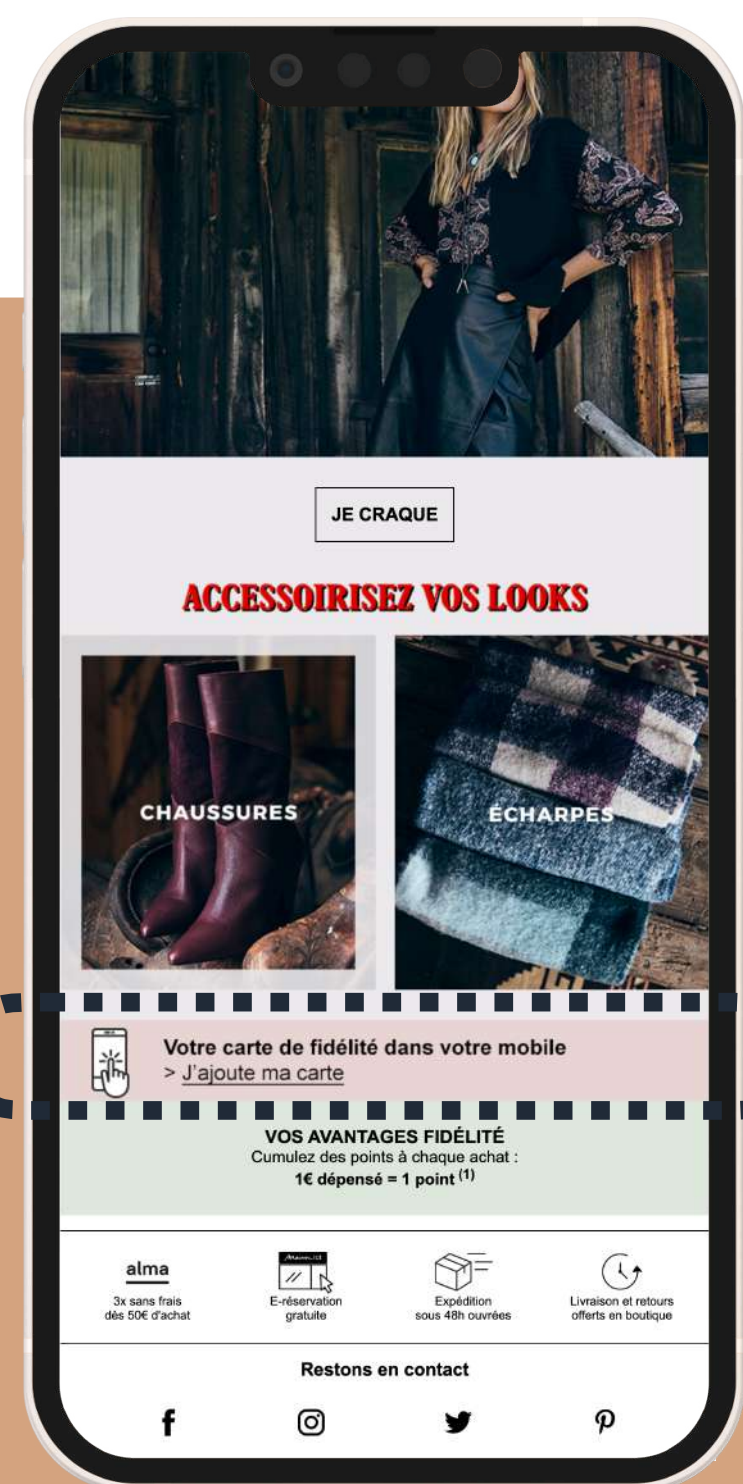 JE CRAQUE
ACCESSOIRISEZ VOS LOOKS
CHAUSSURES
ÉCHARPES
Votre carte de fidélité dans votre mobile
> J'ajoute ma carte
VOS AVANTAGES FIDÉLITÉ
Cumulez des points à chaque achat :
1€ dépensé = 1 point (1)
alma
3x sans frais
dès 50€ d'achat
E-réservation
gratuite
Expédition
sous 48h ouvrées
Livraison et retours
offerts en boutique
Restons en contact